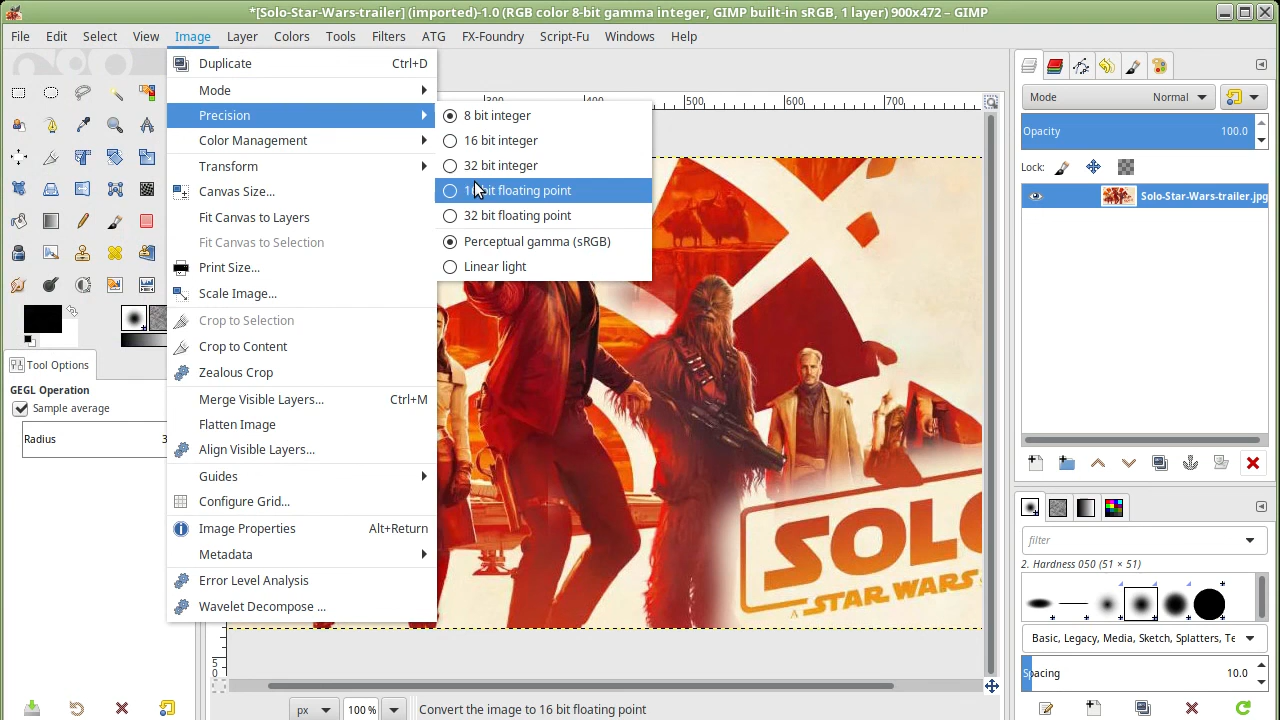 *[Solo-Star-Wars-trailer] (imported)-1.0 (RGB color 8-bit gamma integer, GIMP built-in sRGB, 1 layer) 900x472 – GIMP
File Edit Select View Image Layer Colors Tools Filters ATG FX-Foundry Script-Fu Windows Help
Duplicate Ctrl+D
Mode
Precision
Color Management
Transform
Canvas Size...
Fit Canvas to Layers
Fit Canvas to Selection
Print Size...
Scale Image...
Crop to Selection
Crop to Content
Zealous Crop
Merge Visible Layers... Ctrl+M
Flatten Image
Align Visible Layers...
Guides
Configure Grid...
Image Properties Alt+Return
Metadata
Error Level Analysis
Wavelet Decompose ...
8 bit integer
16 bit integer
32 bit integer
16 bit floating point
32 bit floating point
Perceptual gamma (sRGB)
Linear light
300 400 500 600 700
Tool Options
GEGL Operation
Sample average
Radius 3
SOLO
A STAR WARS
5
0
px 100 % Convert the image to 16 bit floating point
Mode Normal
Opacity 100.0
Lock:
Solo-Star-Wars-trailer.jpg
filter
2. Hardness 050 (51 × 51)
Basic, Legacy, Media, Sketch, Splatters, Te
Spacing 10.0